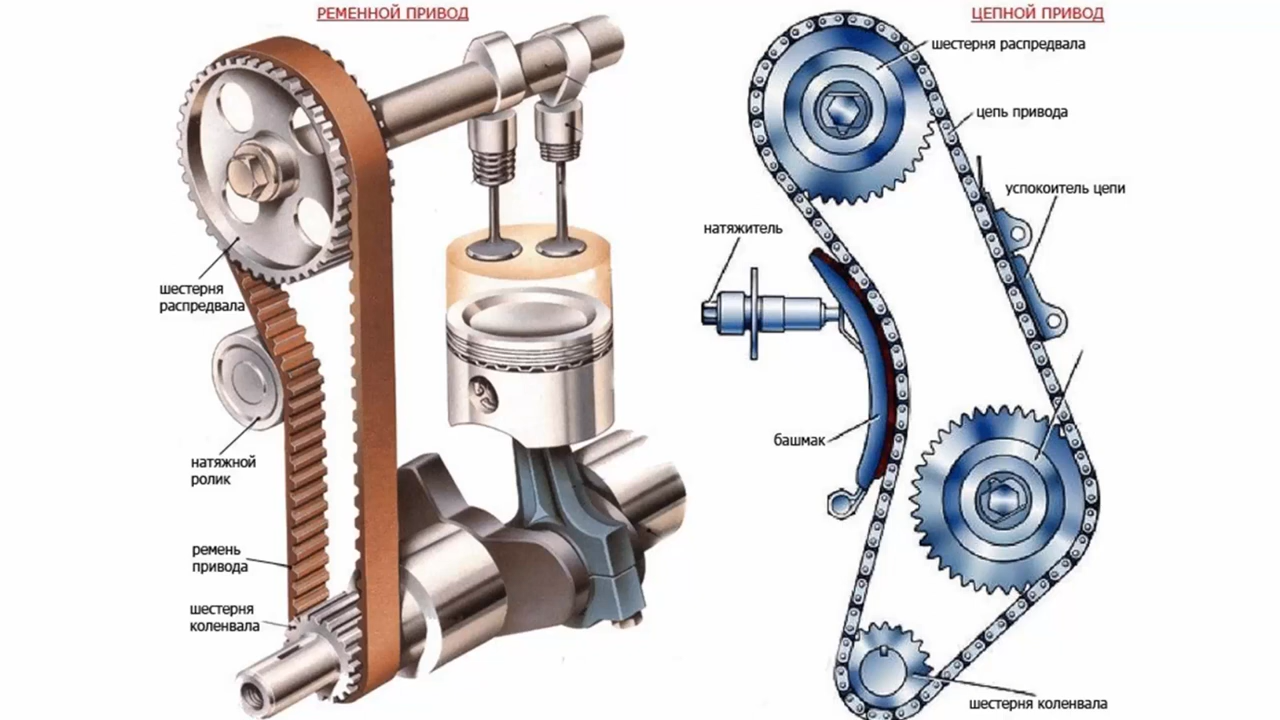 РЕМЕННОЙ ПРИВОД
шестерня
распредвала
натяжной
ролик
ремень
привода
шестерня
коленвала
ЦЕПНОЙ ПРИВОД
шестерня распредвала
цепь привода
успокоитель цепи
натяжитель
башмак
шестерня коленвала